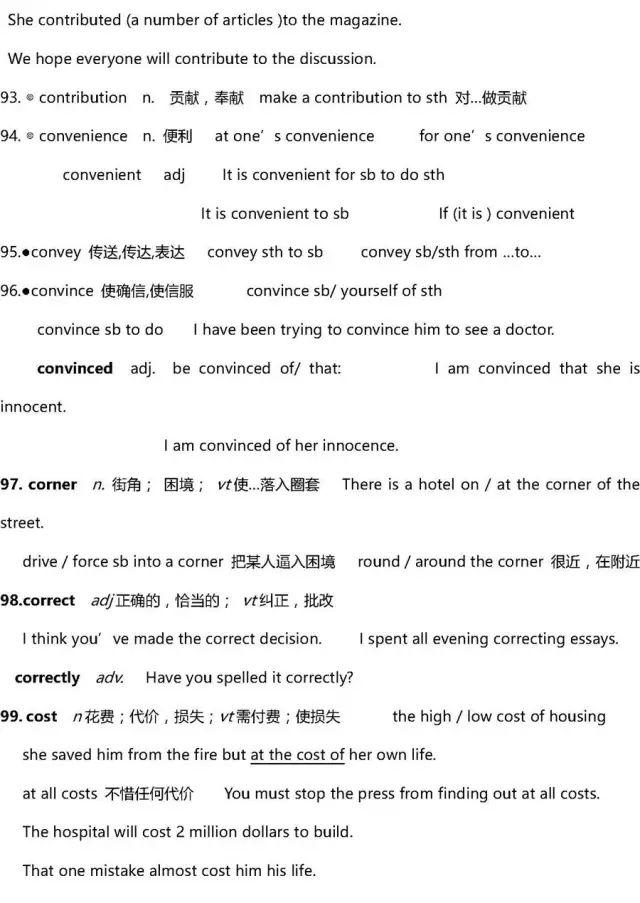 She contributed (a number of articles )to the magazine.
We hope everyone will contribute to the discussion.
93. ⊙ contribution n. 贡献，奉献 make a contribution to sth 对…做贡献
94. ⊙ convenience n. 便利 at one’s convenience for one’s convenience
convenient adj It is convenient for sb to do sth
It is convenient to sb If (it is ) convenient
95.●convey 传送,传达,表达 convey sth to sb convey sb/sth from …to…
96.●convince 使确信,使信服 convince sb/ yourself of sth
convince sb to do I have been trying to convince him to see a doctor.
convinced adj. be convinced of/ that: I am convinced that she is
innocent.
I am convinced of her innocence.
97. corner n. 街角； 困境； vt使…落入圈套 There is a hotel on / at the corner of the
street.
drive / force sb into a corner 把某人逼入困境 round / around the corner 很近，在附近
98.correct adj正确的，恰当的； vt纠正，批改
I think you’ve made the correct decision. I spent all evening correcting essays.
correctly adv. Have you spelled it correctly?
99. cost n花费；代价，损失；vt需付费；使损失 the high / low cost of housing
she saved him from the fire but at the cost of her own life.
at all costs 不惜任何代价 You must stop the press from finding out at all costs.
The hospital will cost 2 million dollars to build.
That one mistake almost cost him his life.